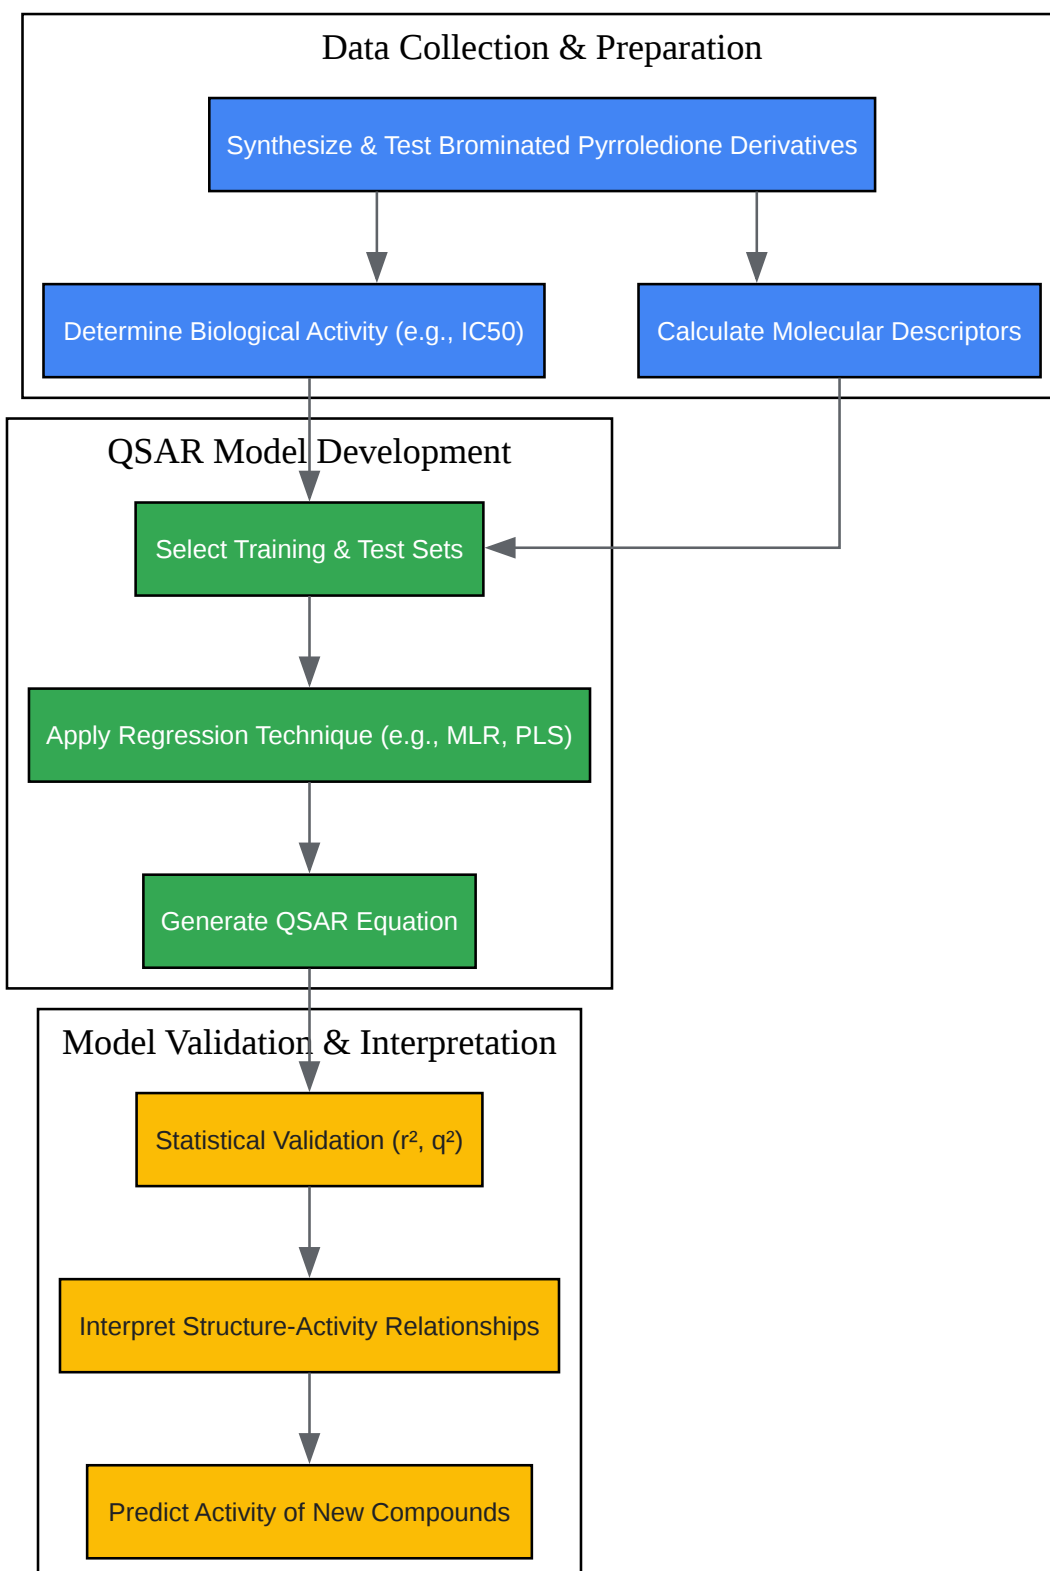 Data Collection & Preparation
Synthesize & Test Brominated Pyrroledione Derivatives
Determine Biological Activity (e.g., IC50)
Calculate Molecular Descriptors
QSAR Model Development
Select Training & Test Sets
Apply Regression Technique (e.g., MLR, PLS)
Generate QSAR Equation
Model Validation & Interpretation
Statistical Validation (r², q²)
Interpret Structure-Activity Relationships
Predict Activity of New Compounds